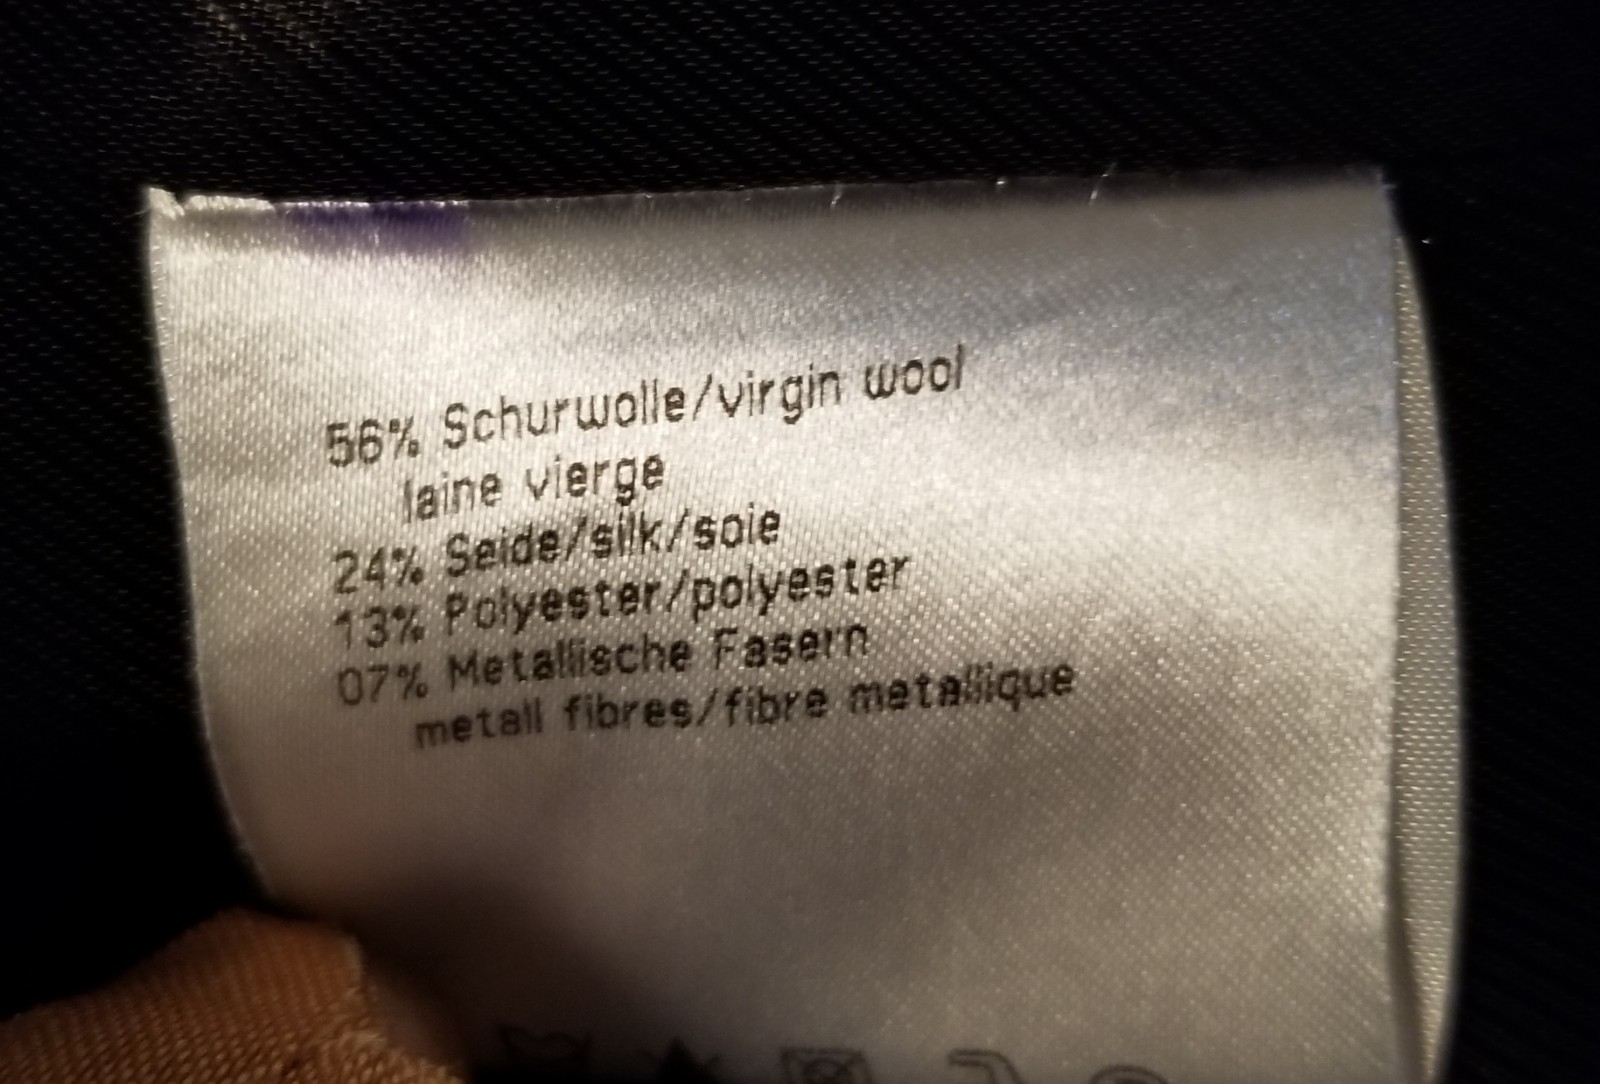 56% Schurwolle/virgin wool
laine vierge
24% Seide/silk/soie
13% Polyester/polyester
07% Metallische Fasern
metall fibres/fibre metallique